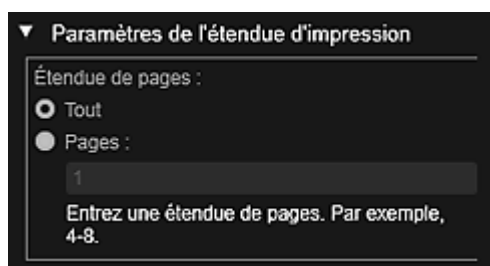 Paramètres de l'étendue d'impression
Étendue de pages :
Tout
Pages :
1
Entrez une étendue de pages. Par exemple,
4-8.